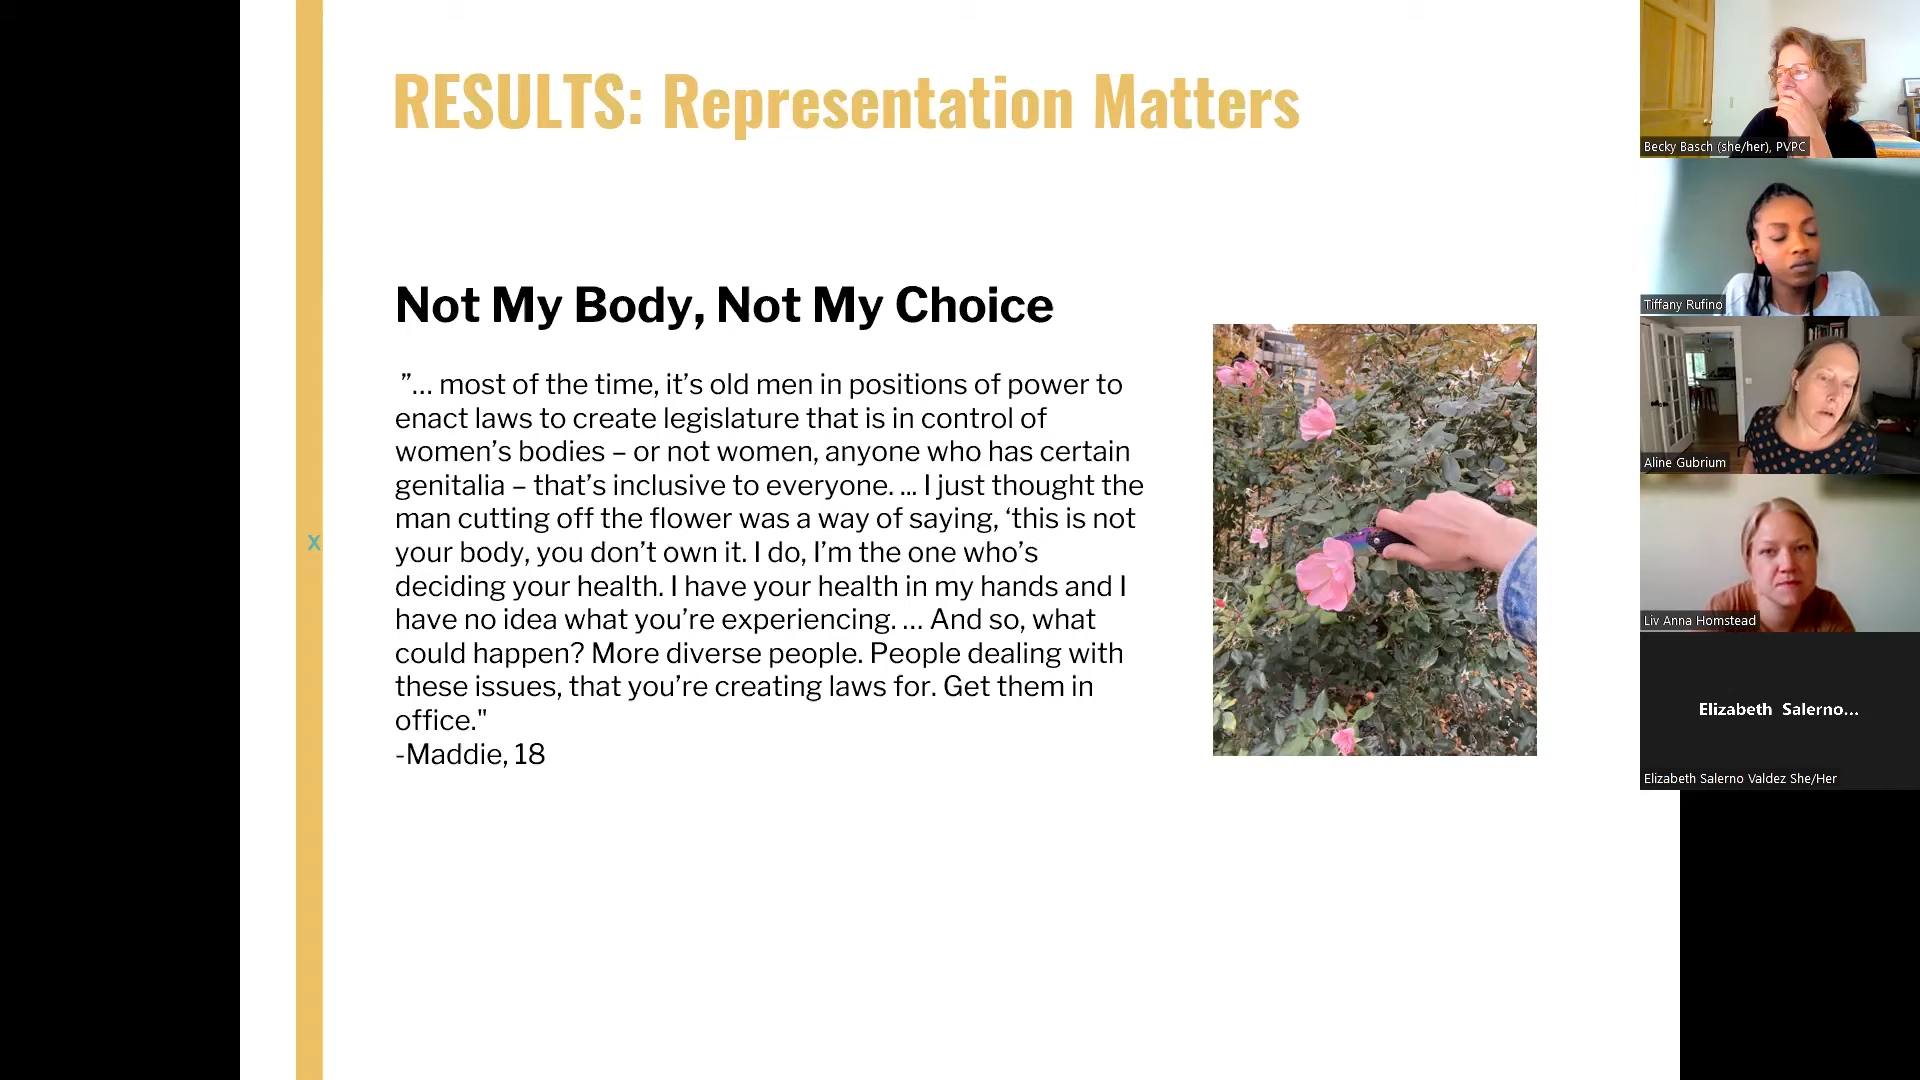 RESULTS: Representation Matters
Not My Body, Not My Choice
”... most of the time, it’s old men in positions of power to
enact laws to create legislature that is in control of
women’s bodies – or not women, anyone who has certain
genitalia – that’s inclusive to everyone. ... I just thought the
man cutting off the flower was a way of saying, ‘this is not
your body, you don’t own it. I do, I’m the one who’s
deciding your health. I have your health in my hands and I
have no idea what you’re experiencing. ... And so, what
could happen? More diverse people. People dealing with
these issues, that you’re creating laws for. Get them in
office."
-Maddie, 18
x
Becky Basch (she/her), PVPC
Tiffany Rufino
Aline Gubrium
Liv Anna Homstead
Elizabeth Salerno...
Elizabeth Salerno Valdez She/Her